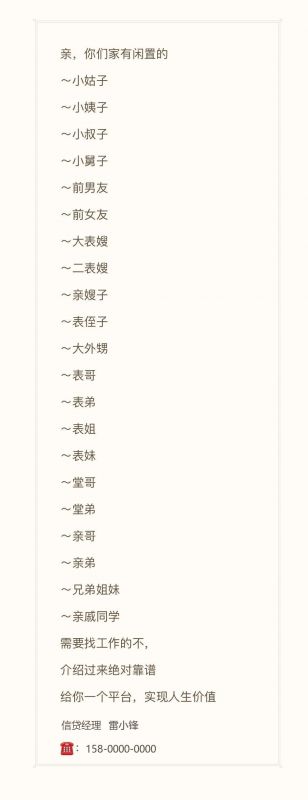 亲，你们家有闲置的
～小姑子
～小姨子
～小叔子
～小舅子
～前男友
～前女友
～大表嫂
～二表嫂
～亲嫂子
～表侄子
～大外甥
～表哥
～表弟
～表姐
～表妹
～堂哥
～堂弟
～亲哥
～亲弟
～兄弟姐妹
～亲戚同学
需要找工作的不，
介绍过来绝对靠谱
给你一个平台，实现人生价值
信贷经理 雷小锋
☎️：158-0000-0000